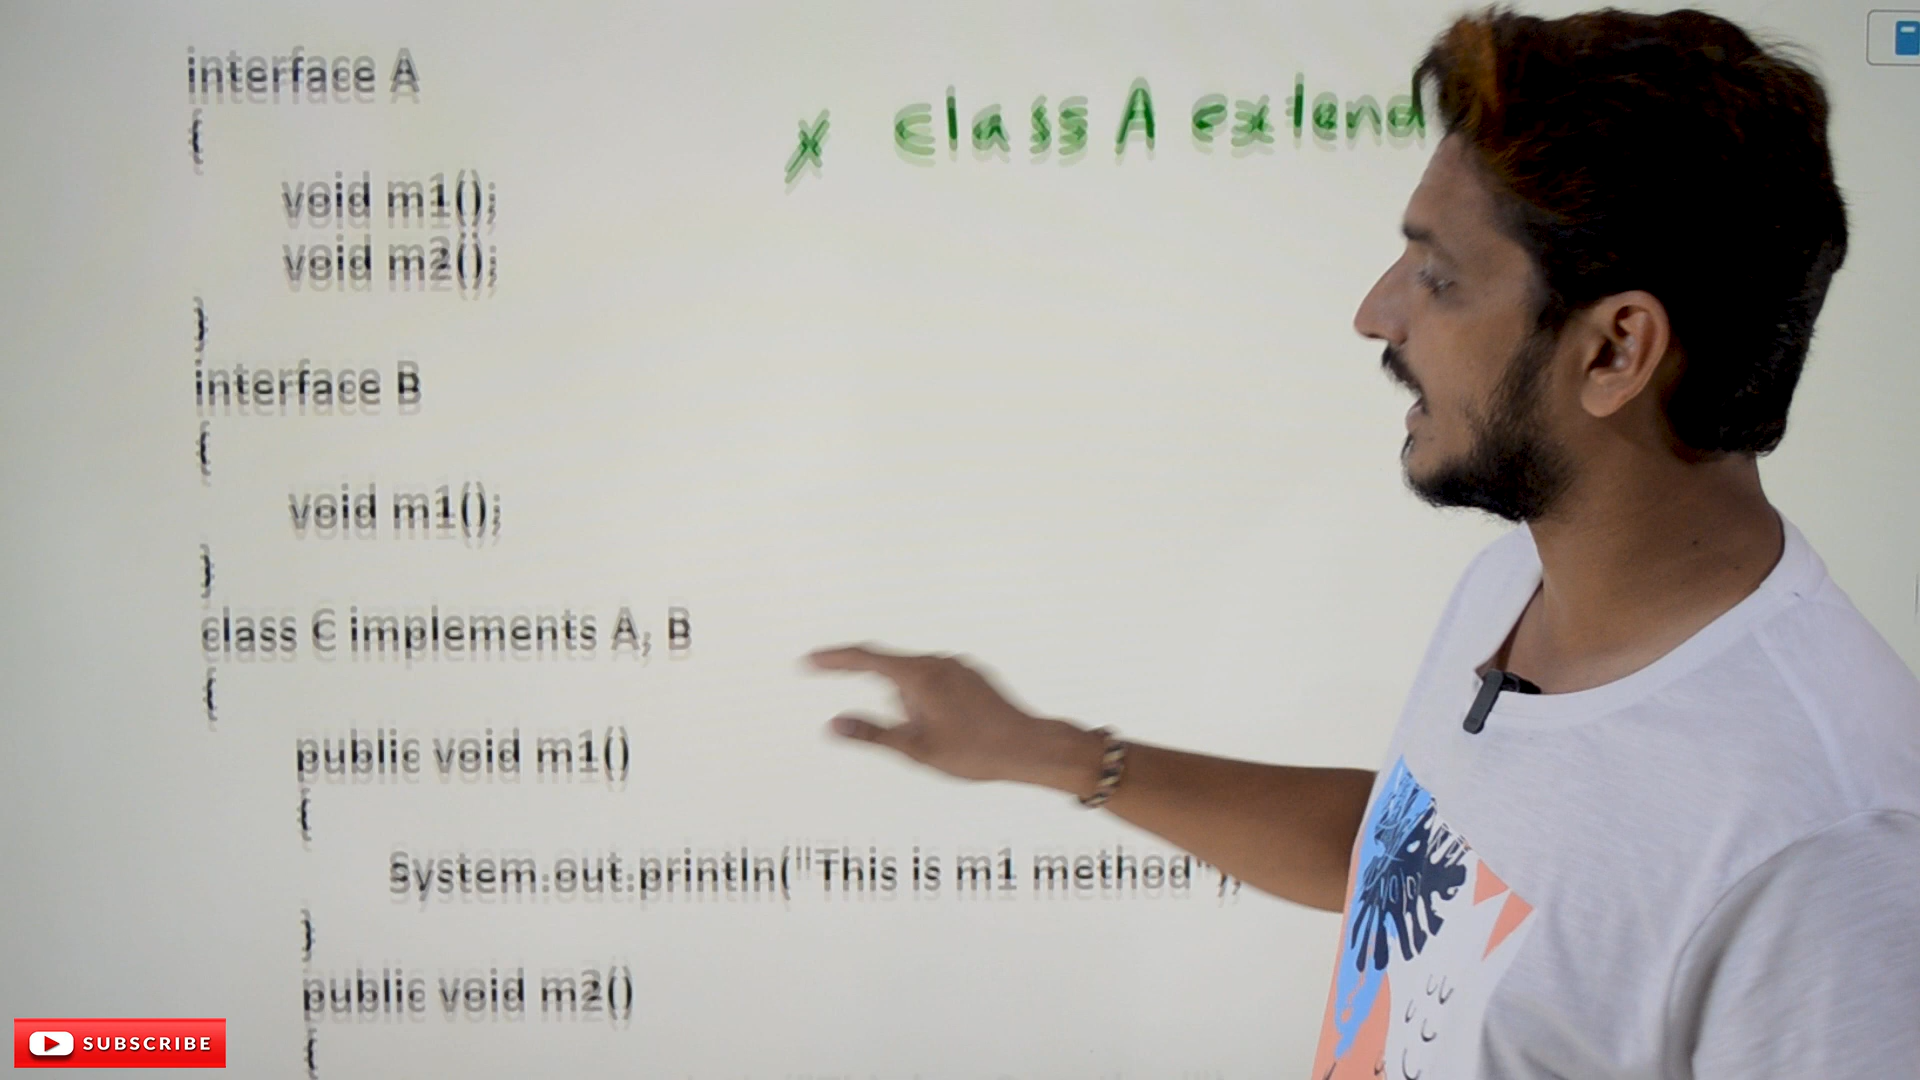 interface A
{
void m1();
void m2();
}
interface B
{
void m1();
}
class C implements A, B
{
public void m1()
{
System.out.println("This is m1 method");
}
public void m2()
{
x class A extend
SUBSCRIBE